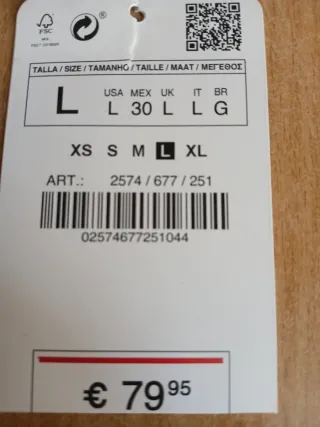 FSC
®
TALLA / SIZE / TAMANHO / TAILLE / MAAT / ΜΕΓΕΘΟΣ
L
USA MEX UK IT BR
L 30 L L G
XS S M L XL
ART.: 2574 / 677 / 251
02574677251044
€ 79 95